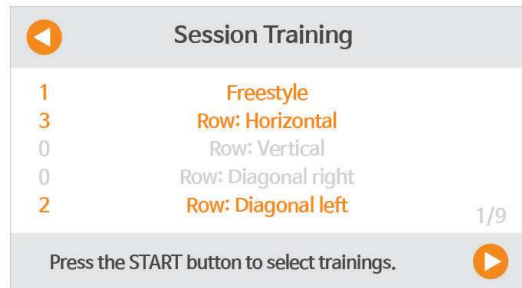 Session Training
1 Freestyle
3 Row: Horizontal
0 Row: Vertical
0 Row: Diagonal right
2 Row: Diagonal left
1/9
Press the START button to select trainings.